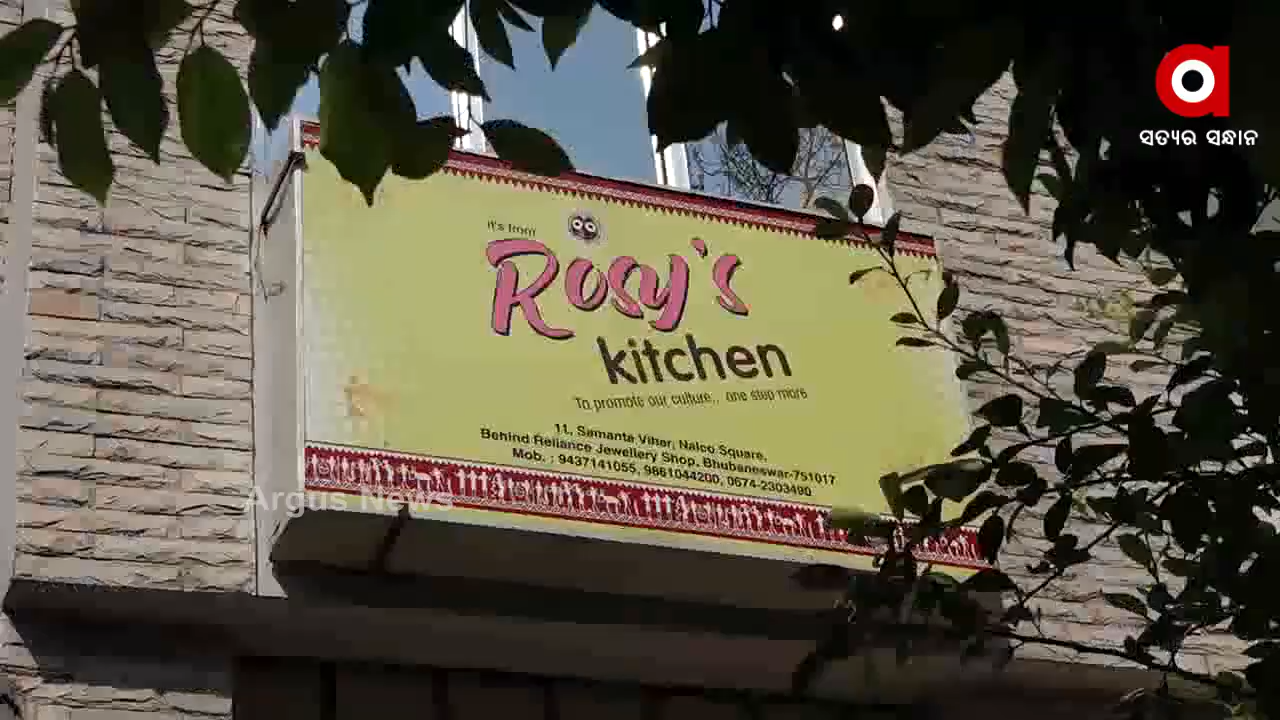 ସତ୍ୟର ସନ୍ଧାନ
it's from
Rosy's
kitchen
To promote our culture... one step more
11, Samanta Vihar, Nalco Square,
Behind Reliance Jewellery Shop, Bhubaneswar-751017
Mob. : 9437141055, 9861044200, 0674-2303490
Argus News